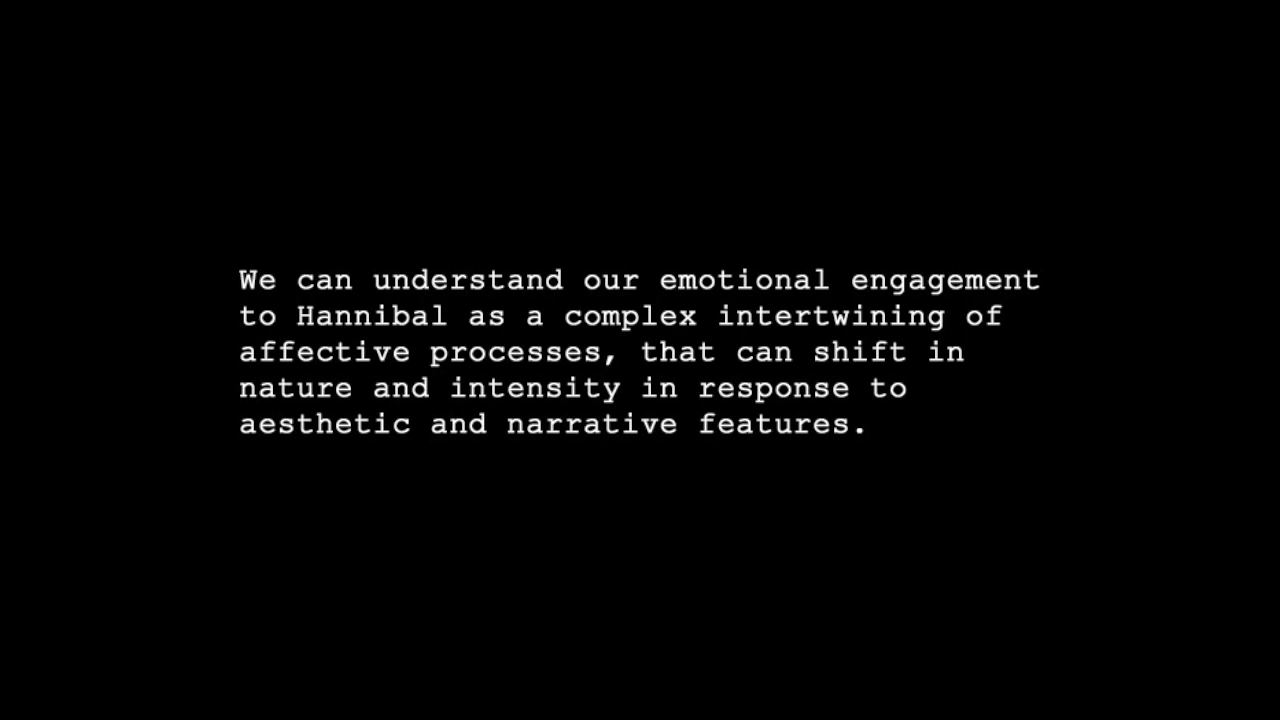 We can understand our emotional engagement
to Hannibal as a complex intertwining of
affective processes, that can shift in
nature and intensity in response to
aesthetic and narrative features.